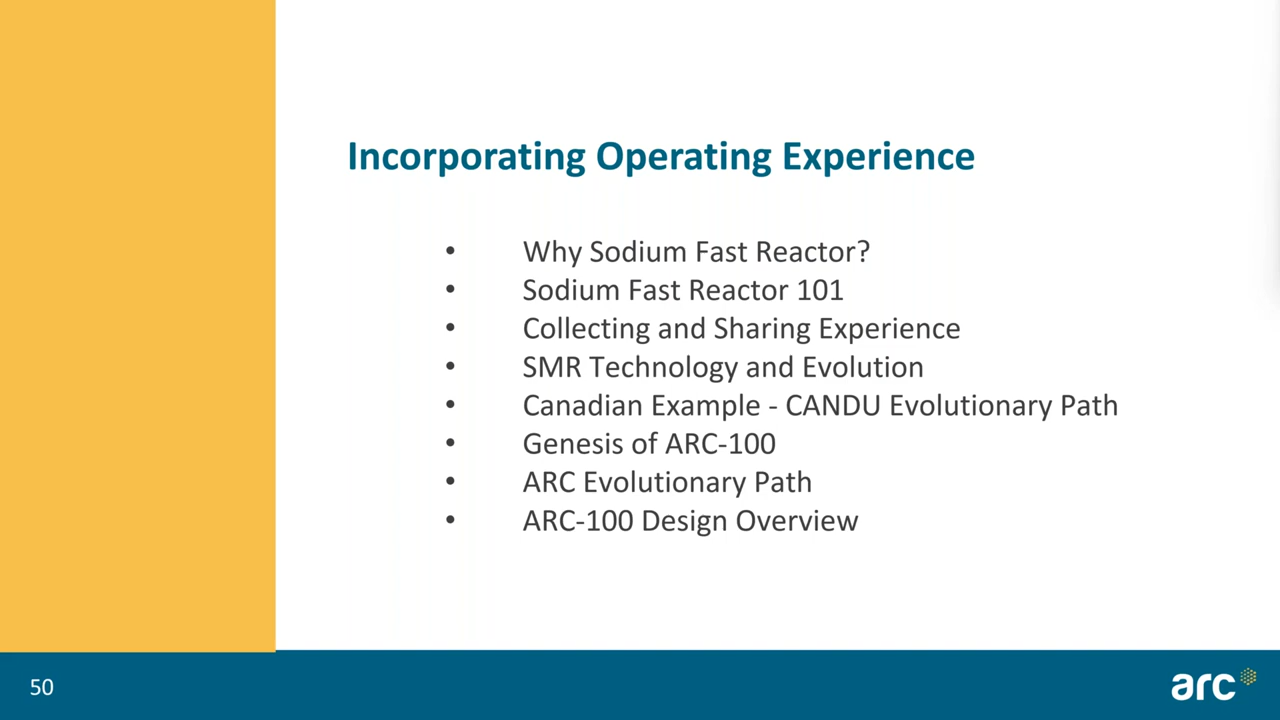 Incorporating Operating Experience
• Why Sodium Fast Reactor?
• Sodium Fast Reactor 101
• Collecting and Sharing Experience
• SMR Technology and Evolution
• Canadian Example - CANDU Evolutionary Path
• Genesis of ARC-100
• ARC Evolutionary Path
• ARC-100 Design Overview
50
arc